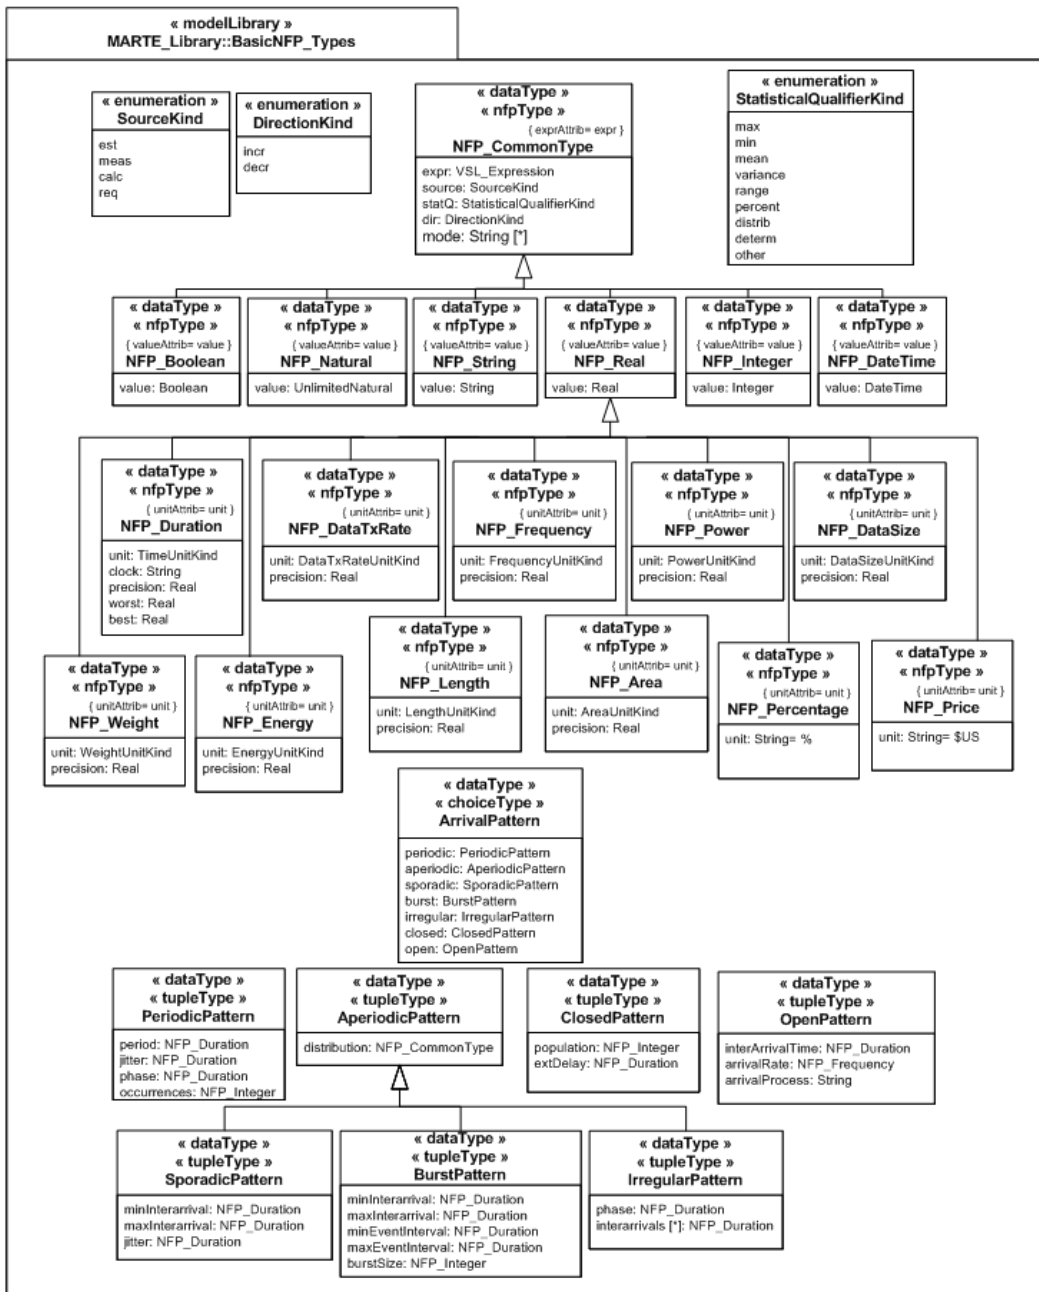 « modelLibrary »
MARTE_Library::BasicNFP_Types
« enumeration »
SourceKind
est
meas
calc
req
« enumeration »
DirectionKind
incr
decr
« dataType »
« nfpType »
{ exprAttrib= expr }
NFP_CommonType
expr: VSL_Expression
source: SourceKind
statQ: StatisticalQualifierKind
dir: DirectionKind
mode: String [*]
« enumeration »
StatisticalQualifierKind
max
min
mean
variance
range
percent
distrib
determ
other
« dataType »
« nfpType »
{ valueAttrib= value }
NFP_Boolean
value: Boolean
« dataType »
« nfpType »
{ valueAttrib= value }
NFP_Natural
value: UnlimitedNatural
« dataType »
« nfpType »
{ valueAttrib= value }
NFP_String
value: String
« dataType »
« nfpType »
{ valueAttrib= value }
NFP_Real
value: Real
« dataType »
« nfpType »
{ valueAttrib= value }
NFP_Integer
value: Integer
« dataType »
« nfpType »
{ valueAttrib= value }
NFP_DateTime
value: DateTime
« dataType »
« nfpType »
{ unitAttrib= unit }
NFP_Duration
unit: TimeUnitKind
clock: String
precision: Real
worst: Real
best: Real
« dataType »
« nfpType »
{ unitAttrib= unit }
NFP_DataTxRate
unit: DataTxRateUnitKind
precision: Real
« dataType »
« nfpType »
{ unitAttrib= unit }
NFP_Frequency
unit: FrequencyUnitKind
precision: Real
« dataType »
« nfpType »
{ unitAttrib= unit }
NFP_Power
unit: PowerUnitKind
precision: Real
« dataType »
« nfpType »
{ unitAttrib= unit }
NFP_DataSize
unit: DataSizeUnitKind
precision: Real
« dataType »
« nfpType »
{ unitAttrib= unit }
NFP_Weight
unit: WeightUnitKind
precision: Real
« dataType »
« nfpType »
{ unitAttrib= unit }
NFP_Energy
unit: EnergyUnitKind
precision: Real
« dataType »
« nfpType »
{ unitAttrib= unit }
NFP_Length
unit: LengthUnitKind
precision: Real
« dataType »
« nfpType »
{ unitAttrib= unit }
NFP_Area
unit: AreaUnitKind
precision: Real
« dataType »
« nfpType »
{ unitAttrib= unit }
NFP_Percentage
unit: String= %
« dataType »
« nfpType »
{ unitAttrib= unit }
NFP_Price
unit: String= $US
« dataType »
« choiceType »
ArrivalPattern
periodic: PeriodicPattern
aperiodic: AperiodicPattern
sporadic: SporadicPattern
burst: BurstPattern
irregular: IrregularPattern
closed: ClosedPattern
open: OpenPattern
« dataType »
« tupleType »
PeriodicPattern
period: NFP_Duration
jitter: NFP_Duration
phase: NFP_Duration
occurrences: NFP_Integer
« dataType »
« tupleType »
AperiodicPattern
distribution: NFP_CommonType
« dataType »
« tupleType »
ClosedPattern
population: NFP_Integer
extDelay: NFP_Duration
« dataType »
« tupleType »
OpenPattern
interArrivalTime: NFP_Duration
arrivalRate: NFP_Frequency
arrivalProcess: String
« dataType »
« tupleType »
SporadicPattern
minInterarrival: NFP_Duration
maxInterarrival: NFP_Duration
jitter: NFP_Duration
« dataType »
« tupleType »
BurstPattern
minInterarrival: NFP_Duration
maxInterarrival: NFP_Duration
minEventInterval: NFP_Duration
maxEventInterval: NFP_Duration
burstSize: NFP_Integer
« dataType »
« tupleType »
IrregularPattern
phase: NFP_Duration
interarrivals [*]: NFP_Duration